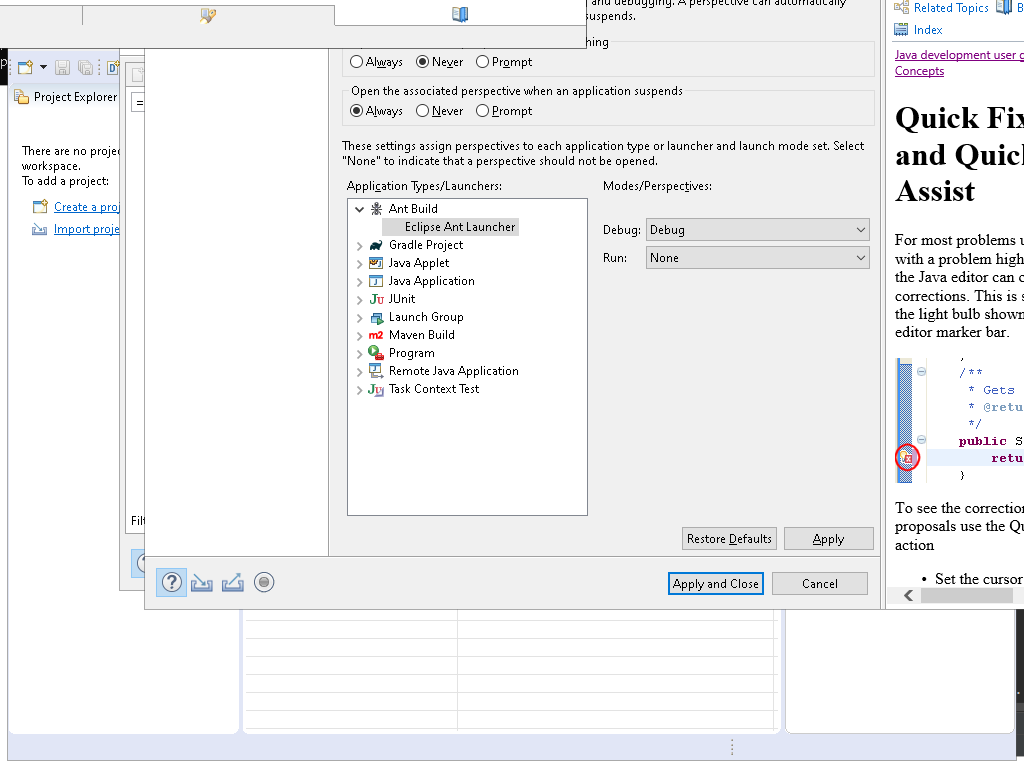 and debugging. A perspective can automatically
suspends.
Always Never Prompt
Open the associated perspective when an application suspends
Always Never Prompt
These settings assign perspectives to each application type or launcher and launch mode set. Select
"None" to indicate that a perspective should not be opened.
Application Types/Launchers:
Modes/Perspectives:
Ant Build
Eclipse Ant Launcher
Gradle Project
Java Applet
Java Application
JUnit
Launch Group
Maven Build
Program
Remote Java Application
Task Context Test
Debug: Debug
Run: None
Restore Defaults
Apply
Apply and Close
Cancel
Project Explorer
There are no proje
workspace.
To add a project:
Create a proj
Import proje
Filt
Related Topics
B
Index
Java development user g
Concepts
Quick Fix
and Quick
Assist
For most problems u
with a problem high
the Java editor can o
corrections. This is s
the light bulb shown
editor marker bar.
/**
* Gets
* @retu
*/
public S
retu
}
To see the correction
proposals use the Qu
action
• Set the cursor